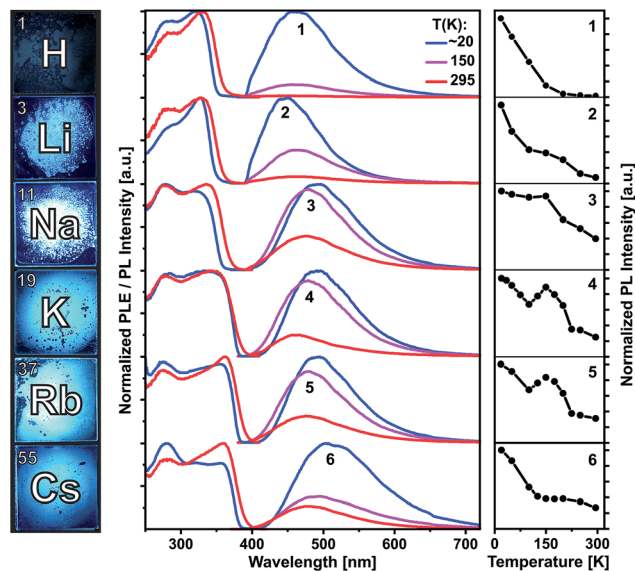 1
H
3
Li
11
Na
19
K
37
Rb
55
Cs
Normalized PLE / PL Intensity [a.u.]
T(K):
~20
150
295
1
2
3
4
5
6
300 400 500 600 700
Wavelength [nm]
1
2
3
4
5
6
Normalized PL Intensity [a.u.]
0 150 300
Temperature [K]